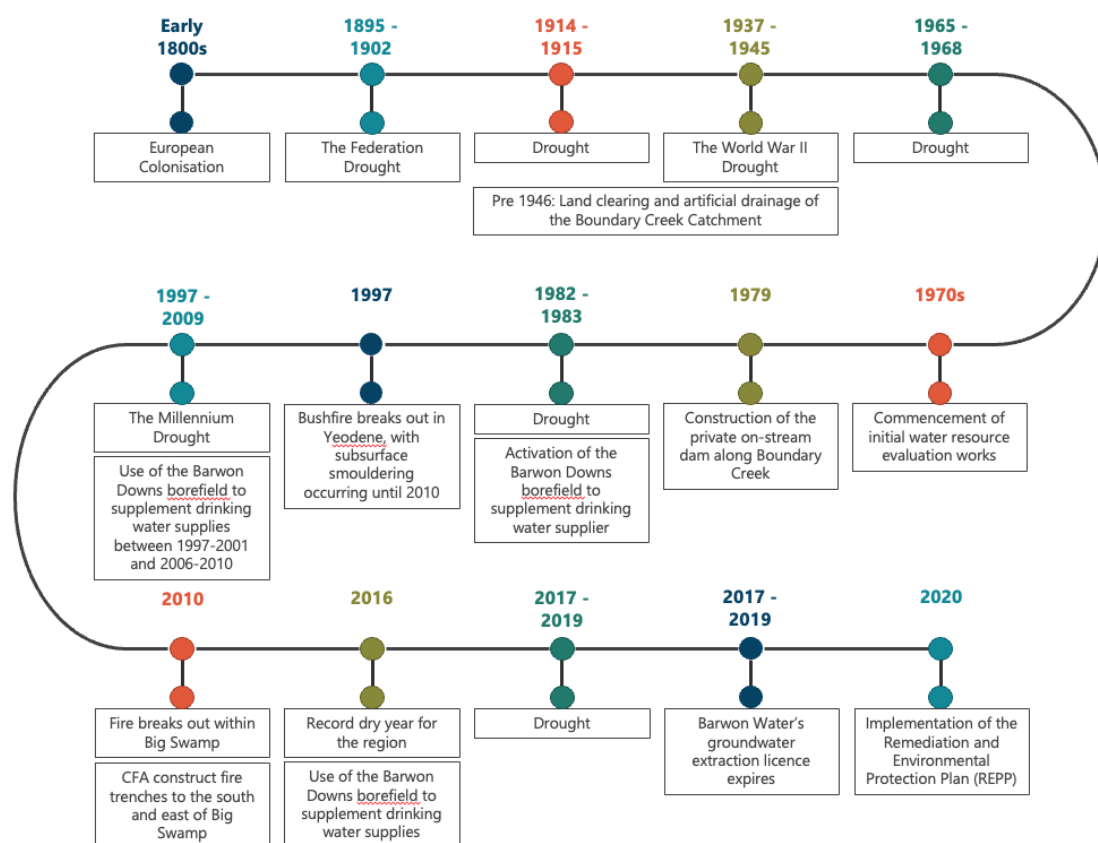 Early
1800s
1895 -
1902
1914 -
1915
1937 -
1945
1965 -
1968
European
Colonisation
The Federation
Drought
Drought
The World War II
Drought
Drought
Pre 1946: Land clearing and artificial drainage of
the Boundary Creek Catchment
1997 -
2009
1997
1982 -
1983
1979
1970s
The Millennium
Drought
Use of the Barwon
Downs borefield to
supplement drinking
water supplies
between 1997-2001
and 2006-2010
Bushfire breaks out in
Yeodene, with
subsurface
smouldering
occurring until 2010
Drought
Activation of the
Barwon Downs
borefield to
supplement drinking
water supplier
Construction of the
private on-stream
dam along Boundary
Creek
Commencement of
initial water resource
evaluation works
2010
2016
2017 -
2019
2017 -
2019
2020
Fire breaks out within
Big Swamp
CFA construct fire
trenches to the south
and east of Big
Swamp
Record dry year for
the region
Use of the Barwon
Downs borefield to
supplement drinking
water supplies
Drought
Barwon Water's
groundwater
extraction licence
expires
Implementation of the
Remediation and
Environmental
Protection Plan (REPP)